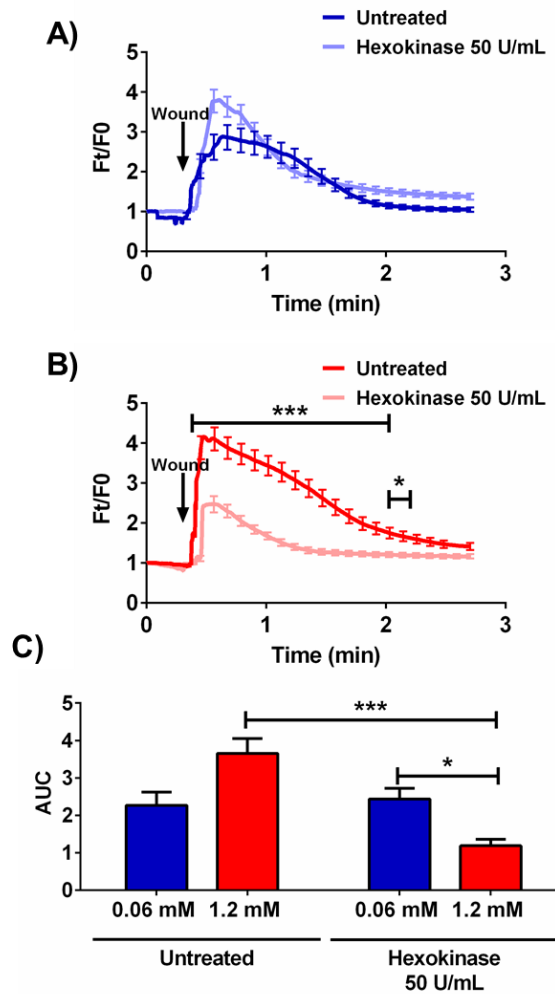 A)
Untreated
Hexokinase 50 U/mL
5
4
3
2
1
0
Ft/F0
Wound
0 1 2 3
Time (min)
B)
Untreated
Hexokinase 50 U/mL
***
*
5
4
3
2
1
0
Ft/F0
Wound
0 1 2 3
Time (min)
C)
***
*
5
4
3
2
1
0
AUC
0.06 mM 1.2 mM 0.06 mM 1.2 mM
Untreated Hexokinase
50 U/mL